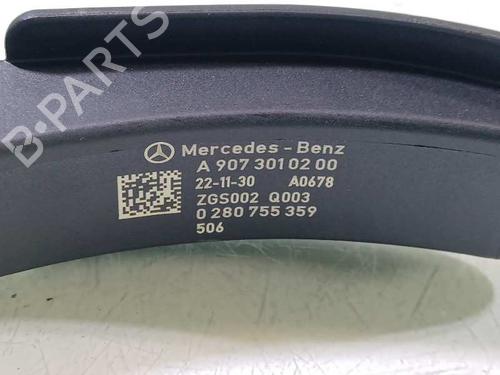 B-PARTS
Mercedes-Benz
A 907 301 02 00
22-11-30 A0678
ZGS002 Q003
0 280 755 359
506